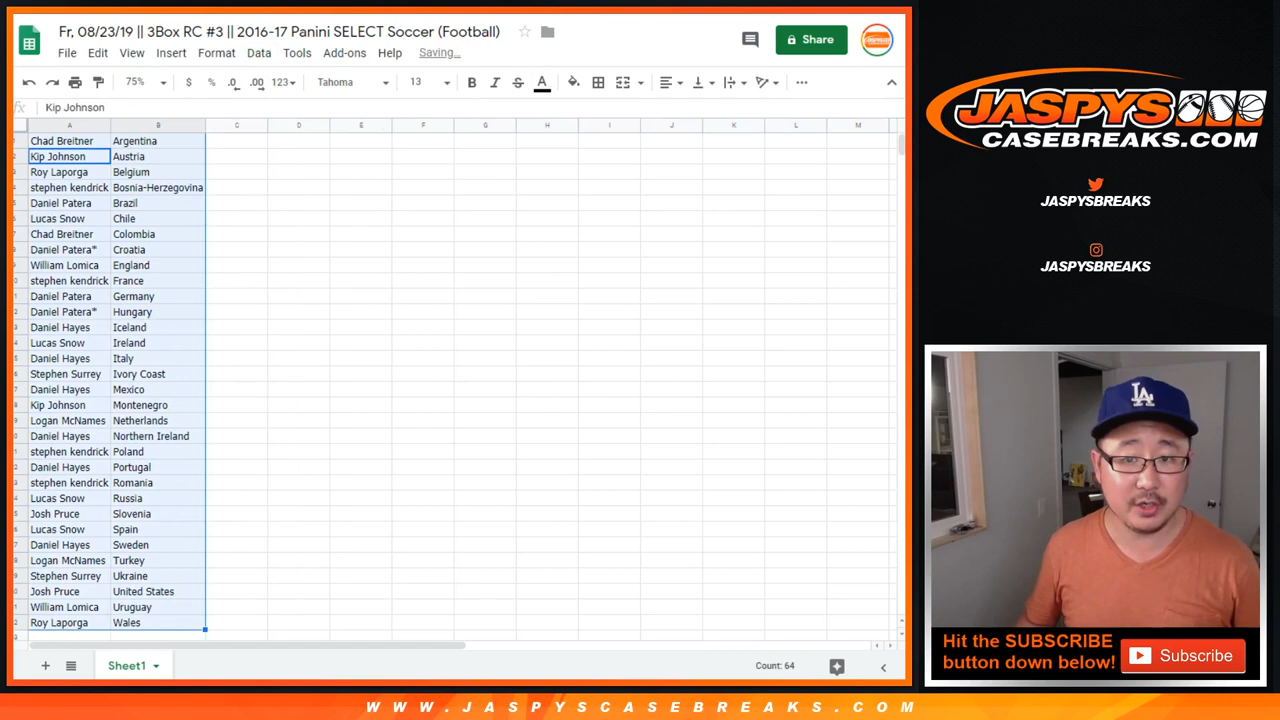 Fr, 08/23/19 || 3Box RC #3 || 2016-17 Panini SELECT Soccer (Football)
File Edit View Insert Format Data Tools Add-ons Help Saving...
Share
75% $ % .0 .00 123 Tahoma 13 B I S A
fx Kip Johnson
A B C D E F G H I J K L M
Chad Breitner Argentina
Kip Johnson Austria
Roy Laporga Belgium
stephen kendrick Bosnia-Herzegovina
Daniel Patera Brazil
Lucas Snow Chile
Chad Breitner Colombia
Daniel Patera* Croatia
William Lomica England
stephen kendrick France
Daniel Patera Germany
Daniel Patera* Hungary
Daniel Hayes Iceland
Lucas Snow Ireland
Daniel Hayes Italy
Stephen Surrey Ivory Coast
Daniel Hayes Mexico
Kip Johnson Montenegro
Logan McNames Netherlands
Daniel Hayes Northern Ireland
stephen kendrick Poland
Daniel Hayes Portugal
stephen kendrick Romania
Lucas Snow Russia
Josh Pruce Slovenia
Lucas Snow Spain
Daniel Hayes Sweden
Logan McNames Turkey
Stephen Surrey Ukraine
Josh Pruce United States
William Lomica Uruguay
Roy Laporga Wales
Sheet1
Count: 64
JASPYS
CASEBREAKS.COM
JASPYSBREAKS
JASPYSBREAKS
LA
Hit the SUBSCRIBE
button down below!
Subscribe
WWW.JASPYSCASEBREAKS.COM